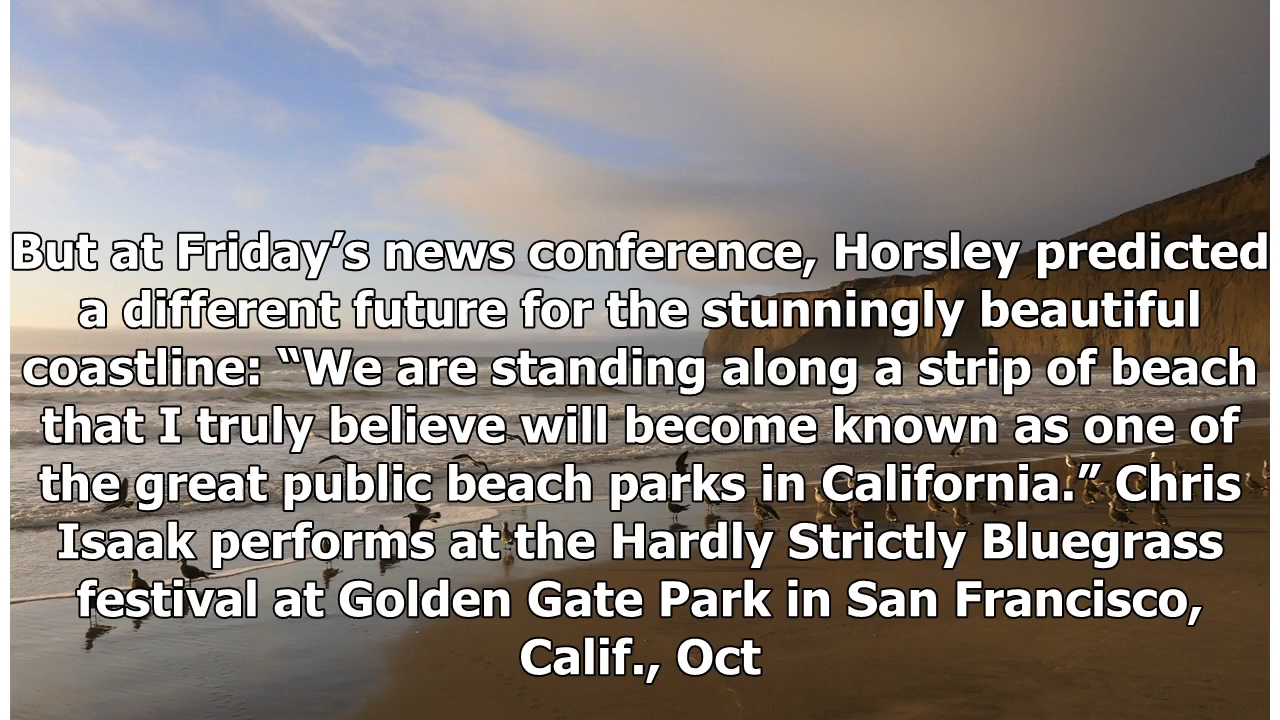 But at Friday’s news conference, Horsley predicted
a different future for the stunningly beautiful
coastline: “We are standing along a strip of beach
that I truly believe will become known as one of
the great public beach parks in California.” Chris
Isaak performs at the Hardly Strictly Bluegrass
festival at Golden Gate Park in San Francisco,
Calif., Oct